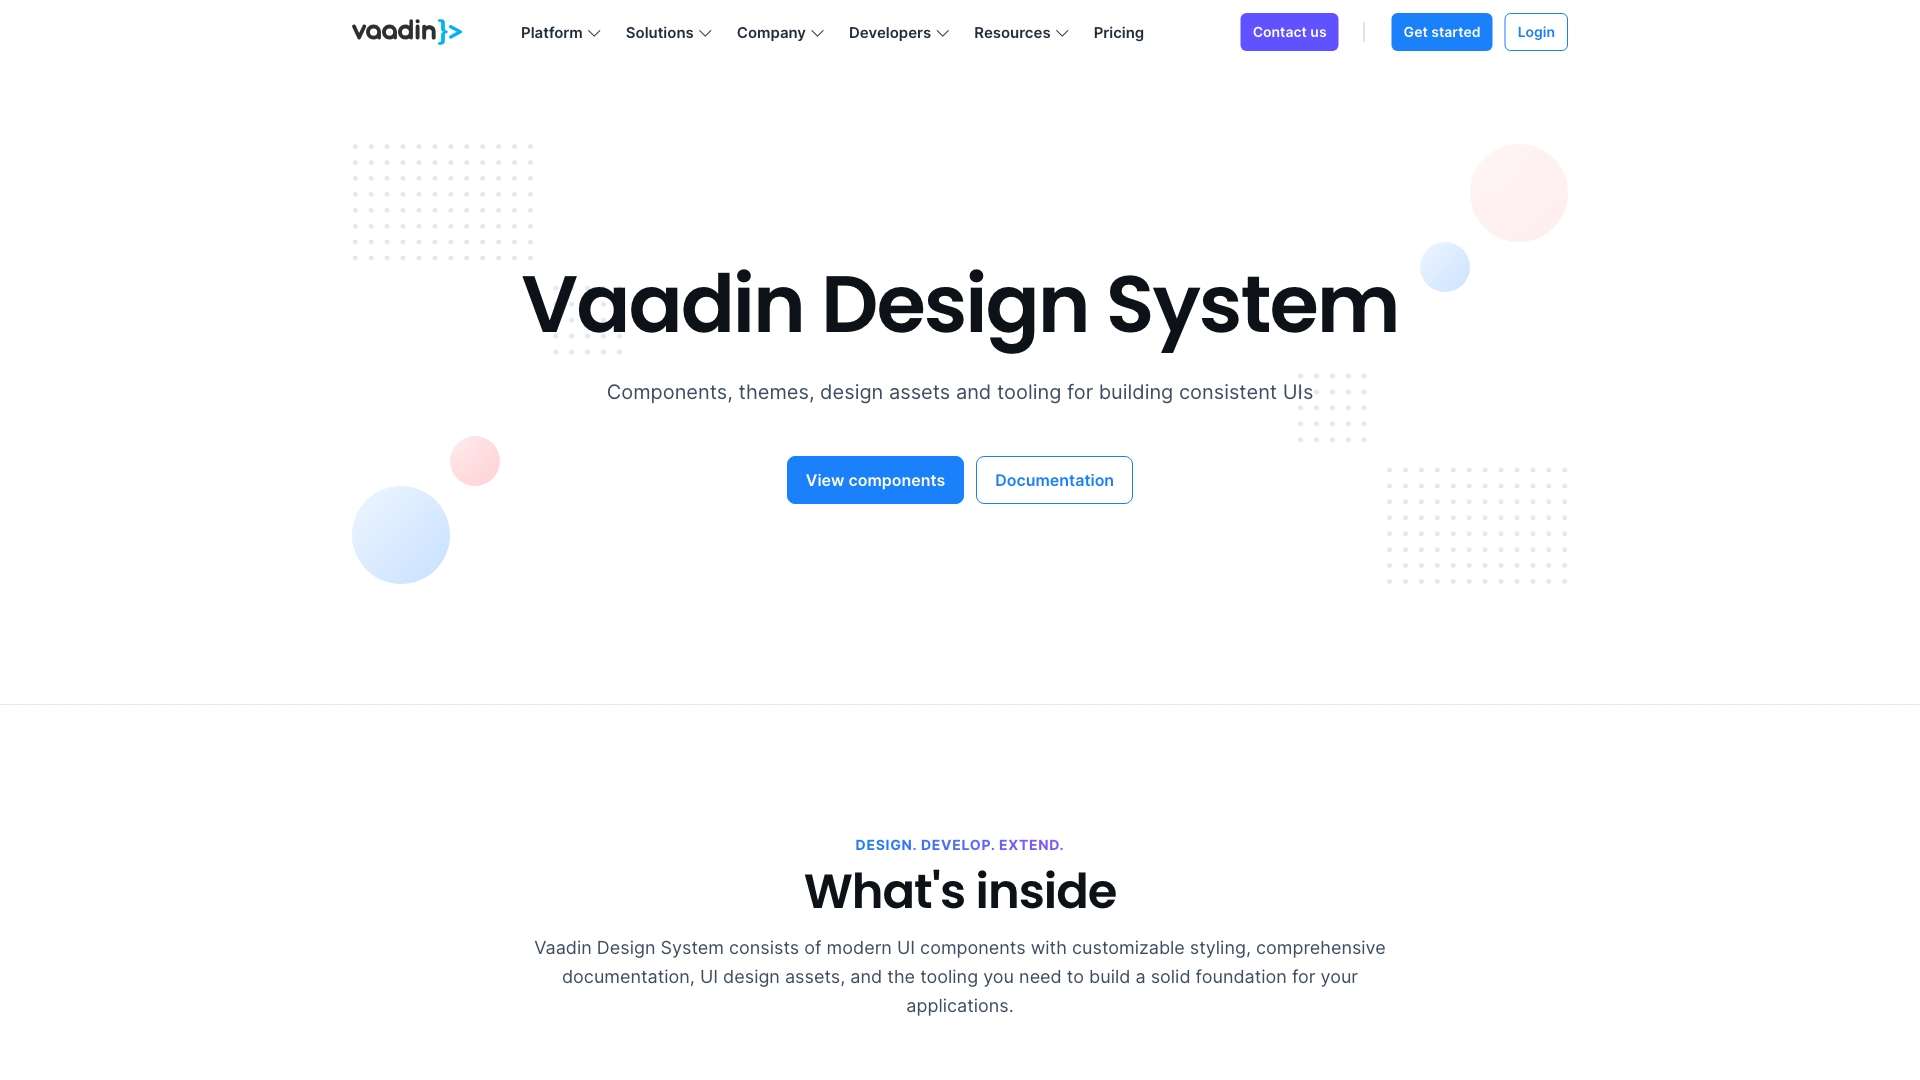 vaadin}>
Platform
Solutions
Company
Developers
Resources
Pricing
Contact us
Get started
Login
Vaadin Design System
Components, themes, design assets and tooling for building consistent UIs
View components
Documentation
DESIGN. DEVELOP. EXTEND.
What's inside
Vaadin Design System consists of modern UI components with customizable styling, comprehensive
documentation, UI design assets, and the tooling you need to build a solid foundation for your
applications.